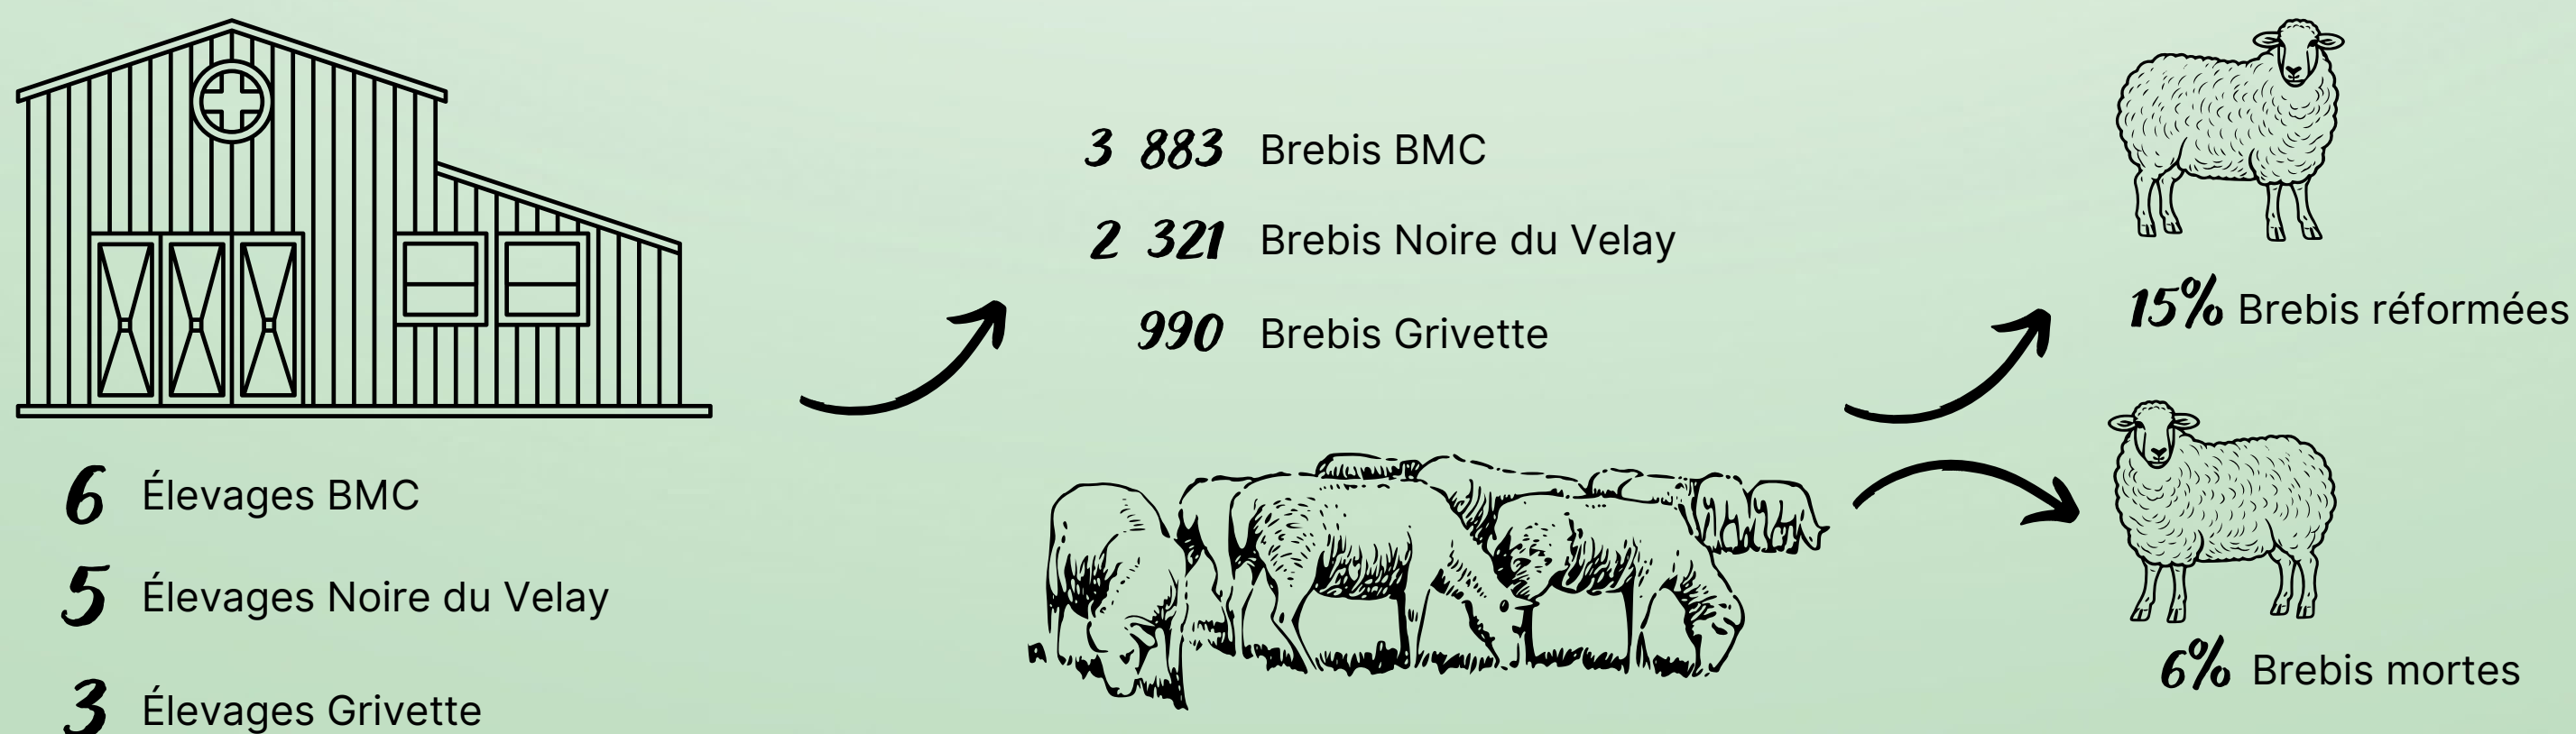 6 Élevages BMC
5 Élevages Noire du Velay
3 Élevages Grivette
3 883 Brebis BMC
2 321 Brebis Noire du Velay
990 Brebis Grivette
15% Brebis réformées
6% Brebis mortes